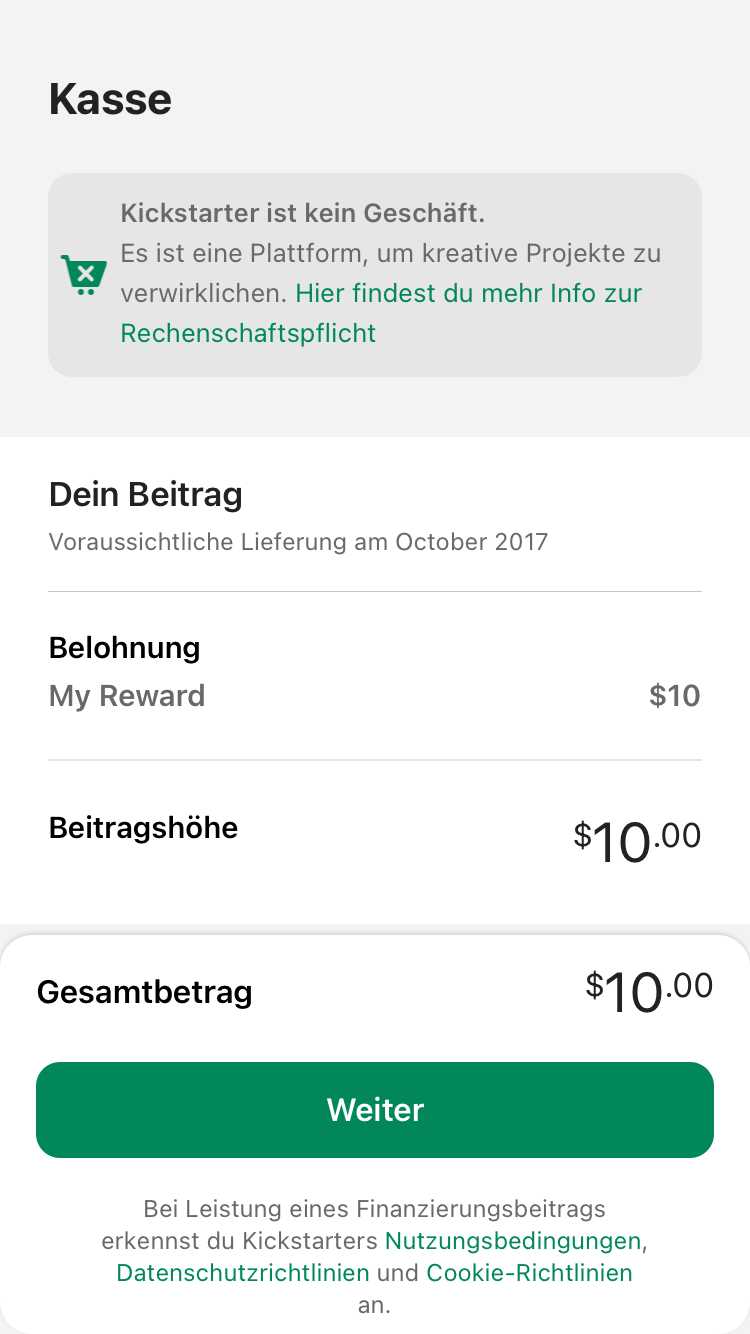 Kasse
Kickstarter ist kein Geschäft.
Es ist eine Plattform, um kreative Projekte zu
verwirklichen. Hier findest du mehr Info zur
Rechenschaftspflicht
Dein Beitrag
Voraussichtliche Lieferung am October 2017
Belohnung
My Reward $10
Beitragshöhe $10.00
Gesamtbetrag $10.00
Weiter
Bei Leistung eines Finanzierungsbeitrags
erkennst du Kickstarters Nutzungsbedingungen,
Datenschutzrichtlinien und Cookie-Richtlinien
an.